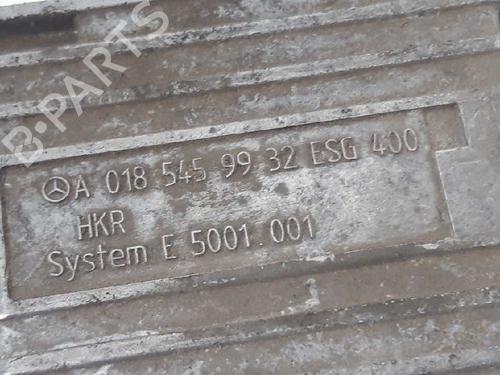 B-PARTS
A 018 545 99 32 ESG 400
HKR
System E 5001.001